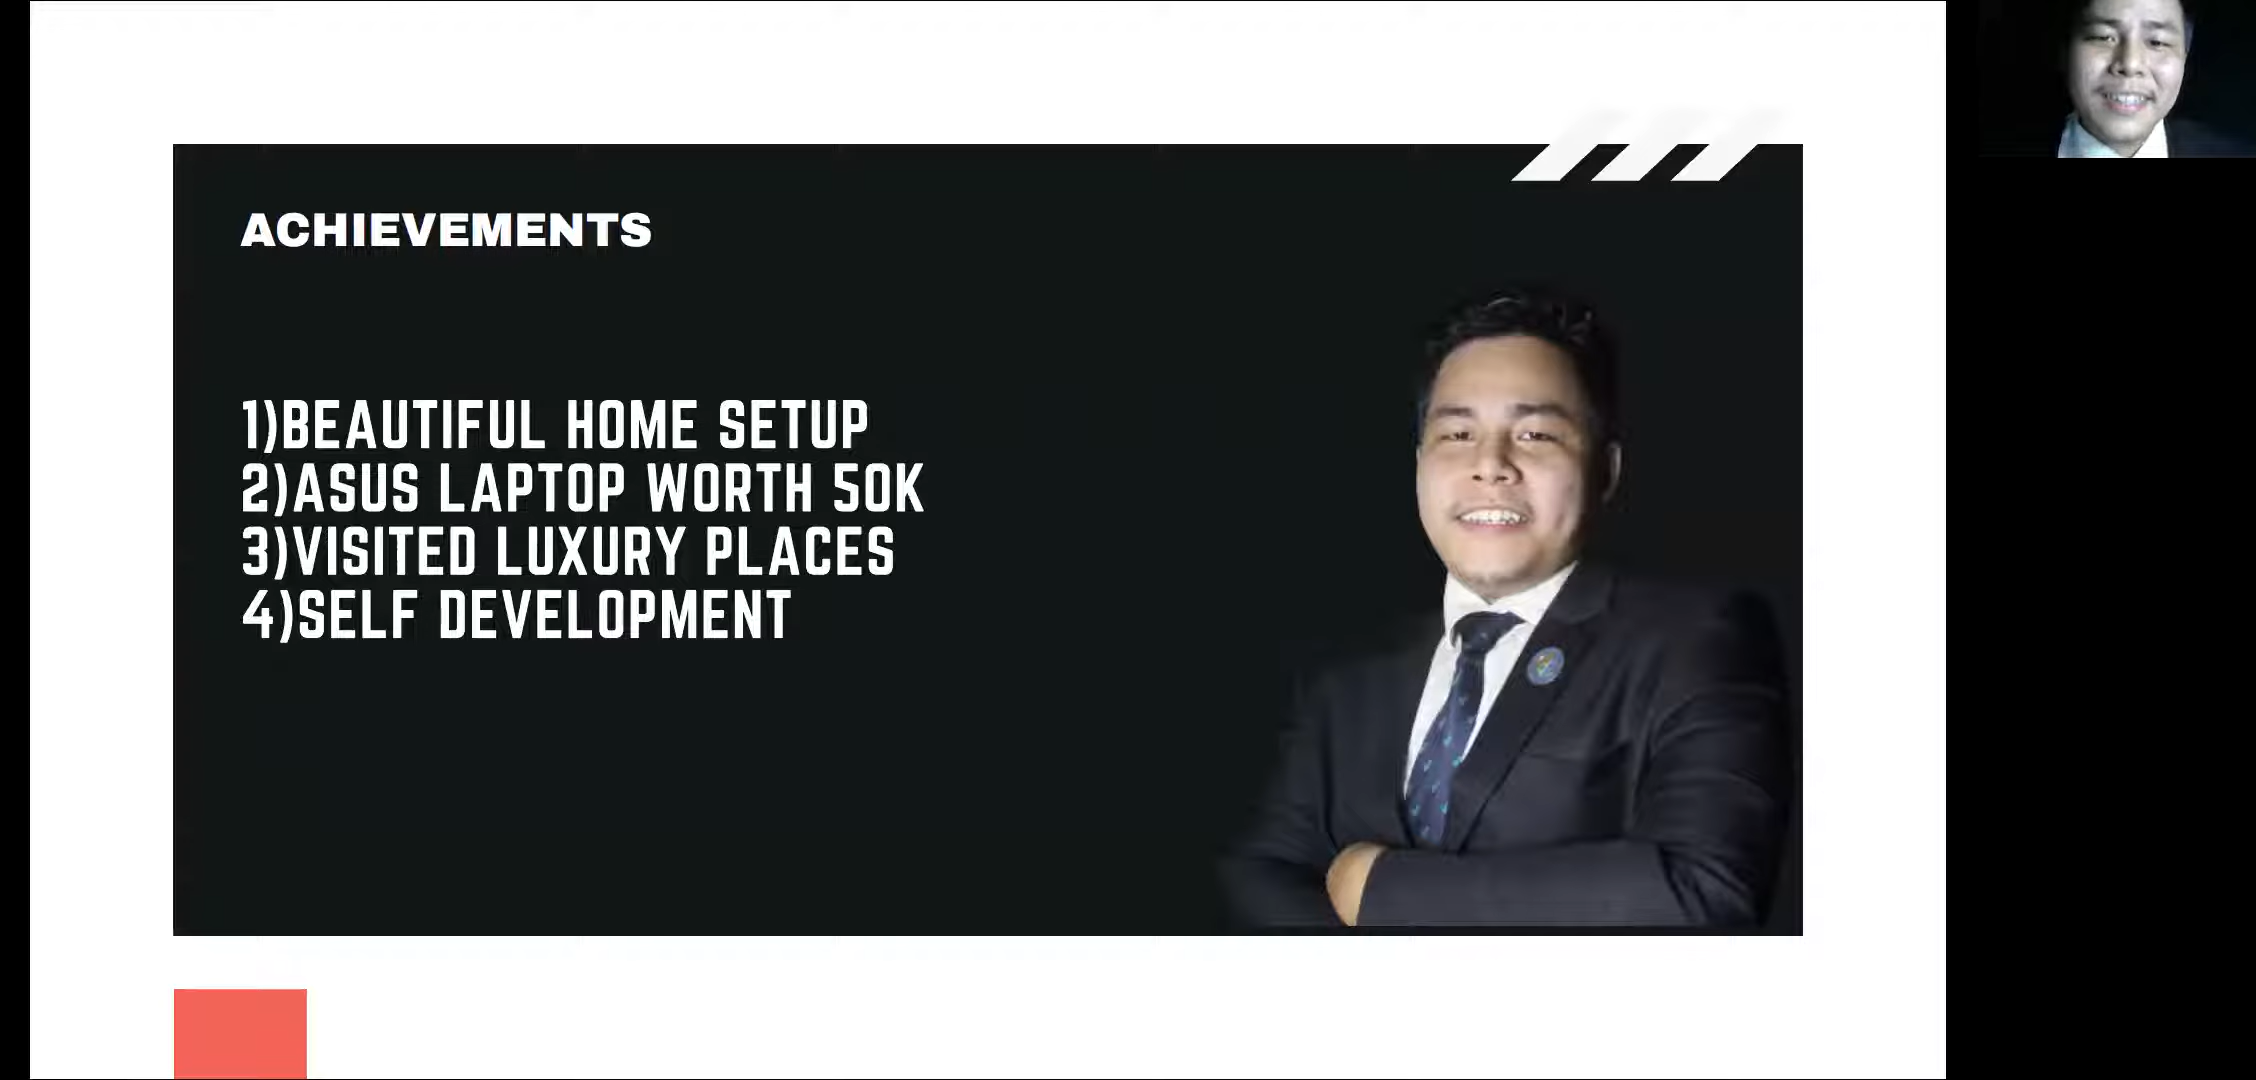 ACHIEVEMENTS
1)BEAUTIFUL HOME SETUP
2)ASUS LAPTOP WORTH 50K
3)VISITED LUXURY PLACES
4)SELF DEVELOPMENT